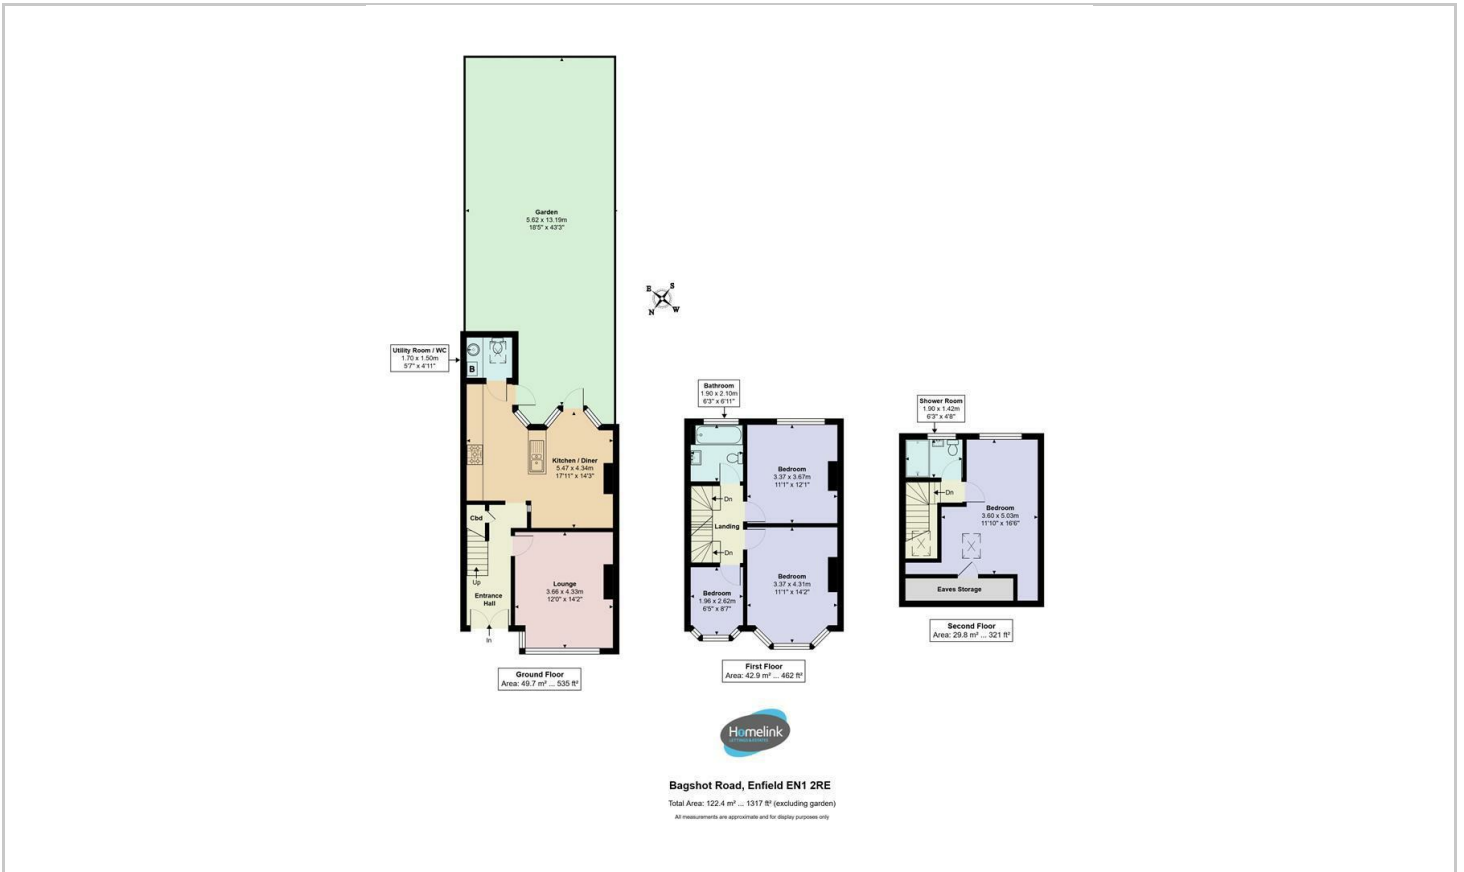 Garden
5.62 x 13.19m
18'5" x 43'3"
E
S
N
W
Utility Room / WC
1.70 x 1.50m
5'7" x 4'11"
B
Kitchen / Diner
5.47 x 4.34m
17'11" x 14'3"
Cbd
Up
Entrance
Hall
In
Lounge
3.66 x 4.33m
12'0" x 14'2"
Ground Floor
Area: 49.7 m² ... 535 ft²
Bathroom
1.90 x 2.10m
6'3" x 6'11"
Bedroom
3.37 x 3.67m
11'1" x 12'1"
Dn
Landing
Dn
Bedroom
1.96 x 2.62m
6'5" x 8'7"
Bedroom
3.37 x 4.31m
11'1" x 14'2"
First Floor
Area: 42.9 m² ... 462 ft²
Shower Room
1.90 x 1.42m
6'3" x 4'8"
Dn
Bedroom
3.60 x 5.03m
11'10" x 16'6"
Eaves Storage
Second Floor
Area: 29.8 m² ... 321 ft²
Homelink
Bagshot Road, Enfield EN1 2RE
Total Area: 122.4 m² ... 1317 ft² (excluding garden)
All measurements are approximate and for display purposes only